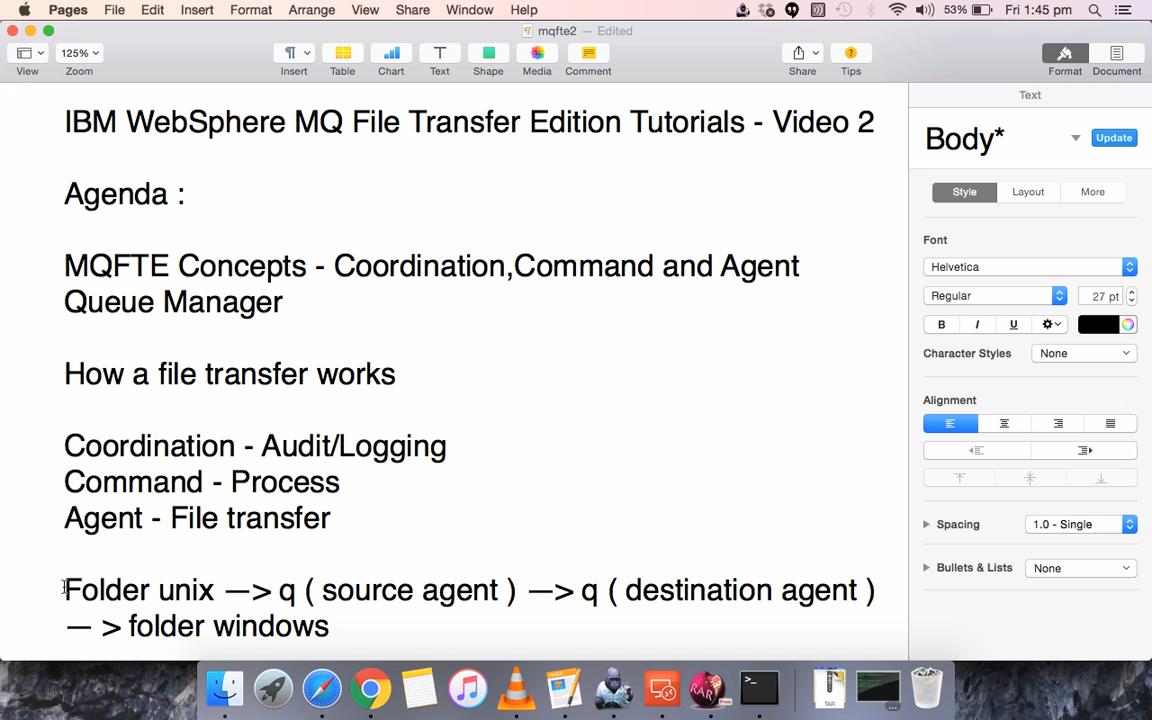 Pages File Edit Insert Format Arrange View Share Window Help 53% Fri 1:45 pm
mqfte2 — Edited
125%
View Zoom Insert Table Chart Text Shape Media Comment Share Tips Format Document
IBM WebSphere MQ File Transfer Edition Tutorials - Video 2
Agenda :
MQFTE Concepts - Coordination,Command and Agent
Queue Manager
How a file transfer works
Coordination - Audit/Logging
Command - Process
Agent - File transfer
Folder unix —> q ( source agent ) —> q ( destination agent )
— > folder windows
Text
Body*
Update
Style Layout More
Font
Helvetica
Regular 27 pt
B I U
Character Styles None
Alignment
Spacing 1.0 - Single
Bullets & Lists None
RAR Free
TAR